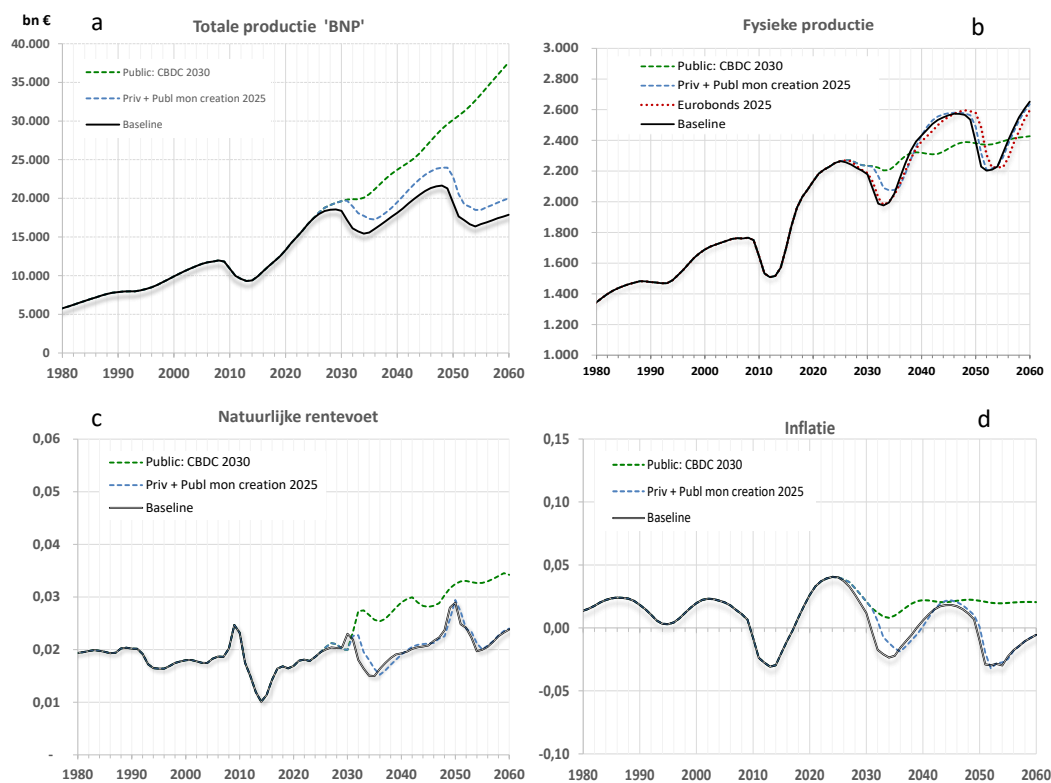 bn €
a
Totale productie 'BNP'
40.000
35.000
30.000
25.000
20.000
15.000
10.000
5.000
0
Public: CBDC 2030
Priv + Publ mon creation 2025
Baseline
1980 1990 2000 2010 2020 2030 2040 2050 2060
Fysieke productie
b
3.000
2.800
2.600
2.400
2.200
2.000
1.800
1.600
1.400
1.200
1.000
Public: CBDC 2030
Priv + Publ mon creation 2025
Eurobonds 2025
Baseline
1980 1990 2000 2010 2020 2030 2040 2050 2060
c
Natuurlijke rentevoet
0,06
0,05
0,04
0,03
0,02
0,01
-
Public: CBDC 2030
Priv + Publ mon creation 2025
Baseline
1980 1990 2000 2010 2020 2030 2040 2050 2060
Inflatie
d
0,15
0,10
0,05
0,00
-0,05
-0,10
Public: CBDC 2030
Priv + Publ mon creation 2025
Baseline
1980 1990 2000 2010 2020 2030 2040 2050 2060